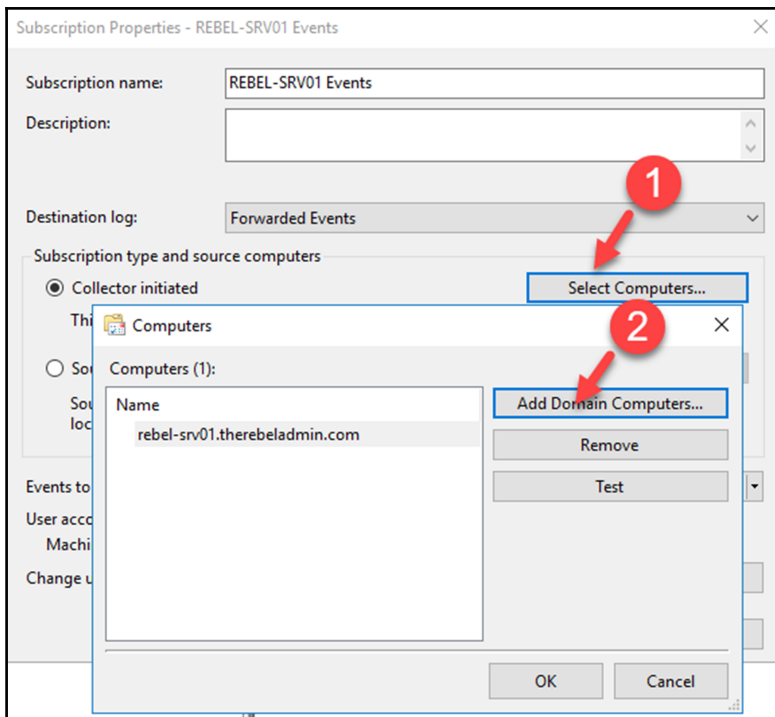 Subscription Properties - REBEL-SRV01 Events
Subscription name:
REBEL-SRV01 Events
Description:
1
Destination log:
Forwarded Events
Subscription type and source computers
Collector initiated
Select Computers...
Computers
2
Computers (1):
Name
Add Domain Computers...
rebel-srv01.therebeladmin.com
Remove
Events to
Test
User acco
Machi
Change u
OK
Cancel